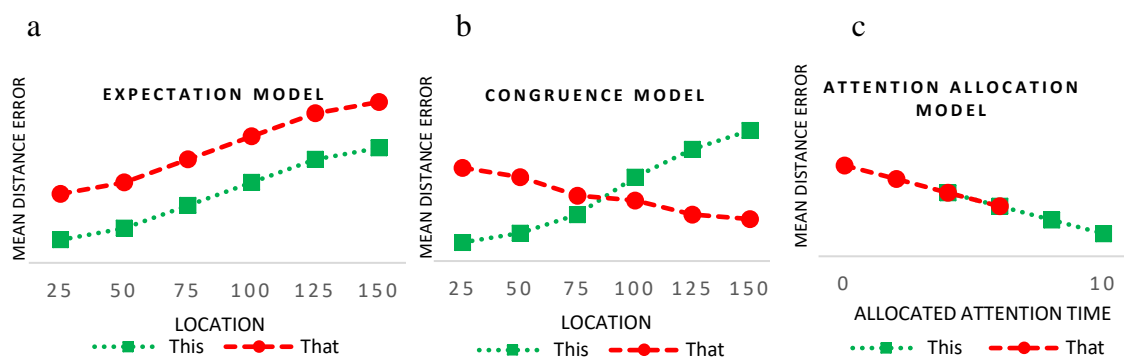 a
EXPECTATION MODEL
MEAN DISTANCE ERROR
25 50 75 100 125 150
LOCATION
This That
b
CONGRUENCE MODEL
MEAN DISTANCE ERROR
25 50 75 100 125 150
LOCATION
This That
c
ATTENTION ALLOCATION
MODEL
MEAN DISTANCE ERROR
0 10
ALLOCATED ATTENTION TIME
This That